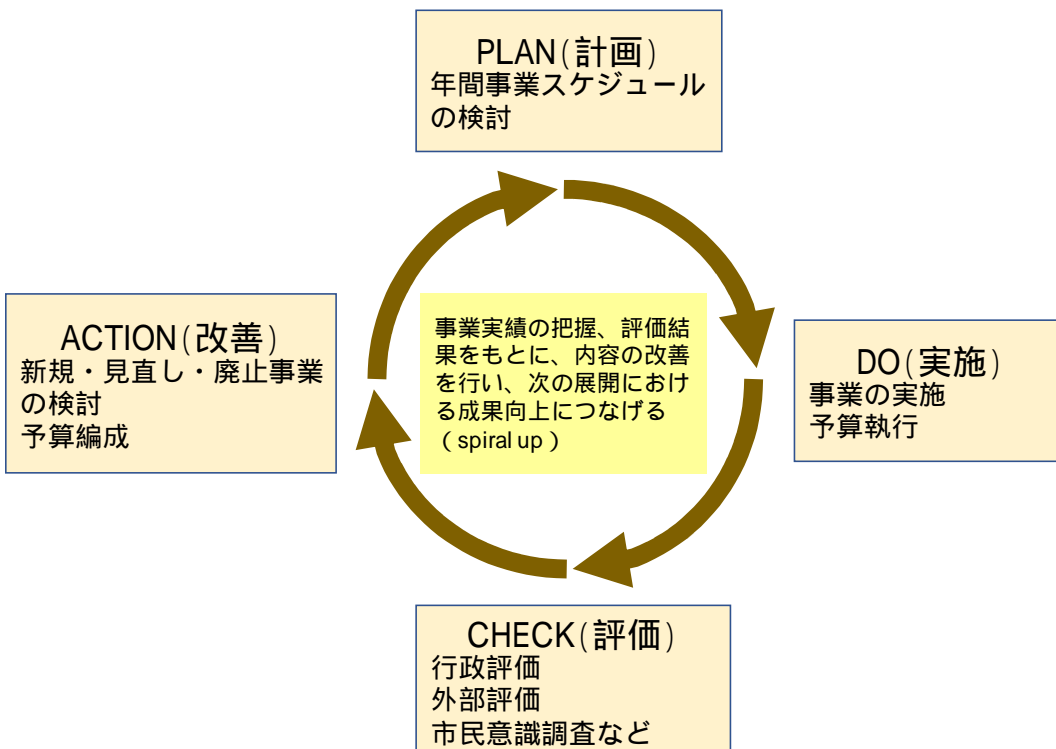 PLAN(計画)
年間事業スケジュール
の検討
ACTION(改善)
新規・見直し・廃止事業
の検討
予算編成
事業実績の把握、評価結
果をもとに、内容の改善
を行い、次の展開におけ
る成果向上につなげる
（spiral up）
DO(実施)
事業の実施
予算執行
CHECK(評価)
行政評価
外部評価
市民意識調査など